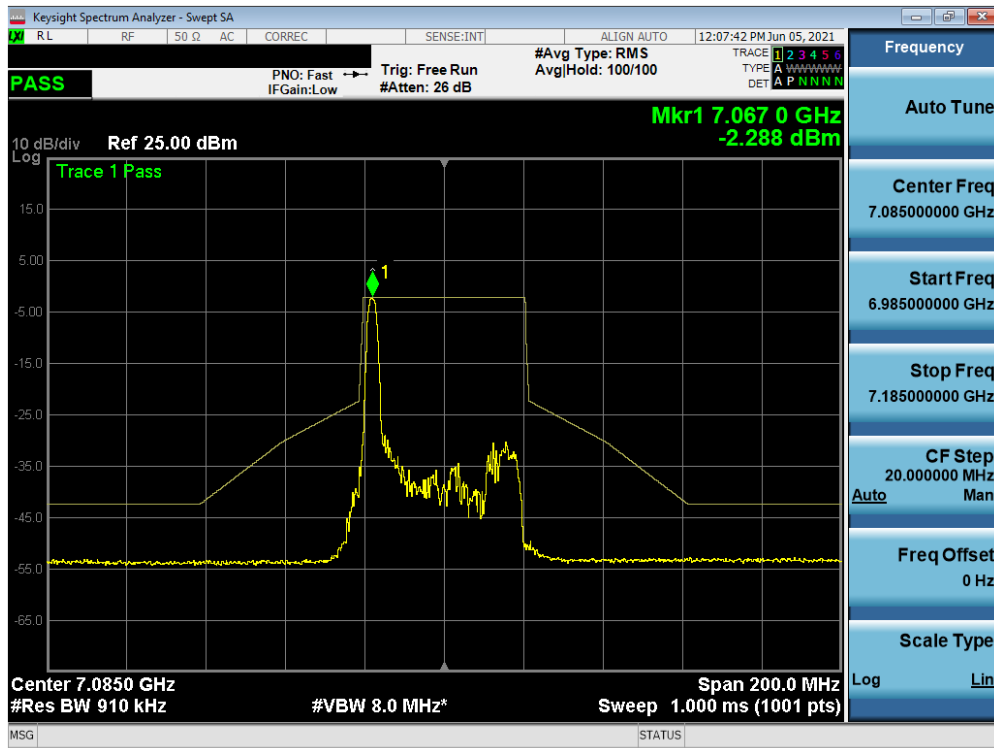 Keysight Spectrum Analyzer - Swept SA
LXI RL RF 50 Ω AC CORREC SENSE:INT ALIGN AUTO 12:07:42 PM Jun 05, 2021
PASS
PNO: Fast
IFGain:Low
Trig: Free Run
#Atten: 26 dB
#Avg Type: RMS
Avg|Hold: 100/100
TRACE 1 2 3 4 5 6
TYPE A WWWWW
DET A P N N N N
Mkr1 7.067 0 GHz
-2.288 dBm
10 dB/div Ref 25.00 dBm
Log
Trace 1 Pass
15.0
5.00
1
-5.00
-15.0
-25.0
-35.0
-45.0
-55.0
-65.0
Center 7.0850 GHz Span 200.0 MHz
#Res BW 910 kHz #VBW 8.0 MHz* Sweep 1.000 ms (1001 pts)
MSG STATUS
Frequency
Auto Tune
Center Freq
7.085000000 GHz
Start Freq
6.985000000 GHz
Stop Freq
7.185000000 GHz
CF Step
20.000000 MHz
Auto Man
Freq Offset
0 Hz
Scale Type
Log Lin